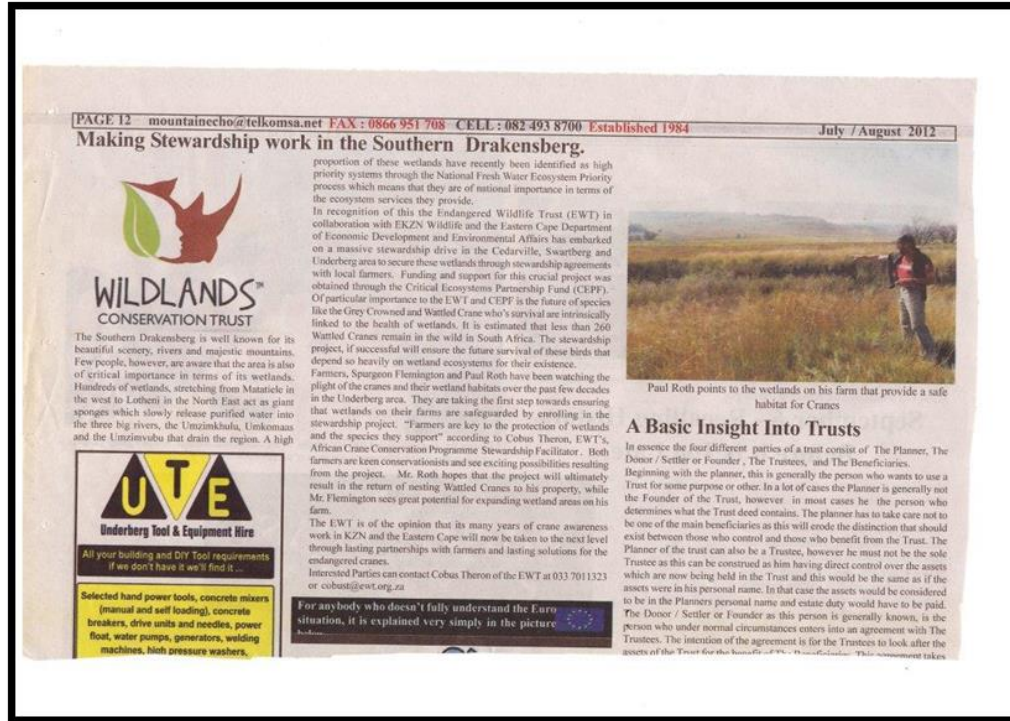 PAGE 12 mountainecho@telkomsa.net FAX : 0866 951 708 CELL : 082 493 8700 Established 1984 July / August 2012
Making Stewardship work in the Southern Drakensberg.
WILDLANDS™
CONSERVATION TRUST
The Southern Drakensberg is well known for its
beautiful scenery, rivers and majestic mountains.
Few people, however, are aware that the area is also
of critical importance in terms of its wetlands.
Hundreds of wetlands, stretching from Matatiele in
the west to Lotheni in the North East act as giant
sponges which slowly release purified water into
the three big rivers, the Umzimkhulu, Umkomaas
and the Umzimvubu that drain the region. A high
UTE
Underberg Tool & Equipment Hire
All your building and DIY Tool requirements
if we don't have it we'll find it ...
Selected hand power tools, concrete mixers
(manual and self loading), concrete
breakers, drive units and needles, power
float, water pumps, generators, welding
machines, high pressure washers,
proportion of these wetlands have recently been identified as high
priority systems through the National Fresh Water Ecosystem Priority
process which means that they are of national importance in terms of
the ecosystem services they provide.
In recognition of this the Endangered Wildlife Trust (EWT) in
collaboration with EKZN Wildlife and the Eastern Cape Department
of Economic Development and Environmental Affairs has embarked
on a massive stewardship drive in the Cedarville, Swartberg and
Underberg area to secure these wetlands through stewardship agreements
with local farmers. Funding and support for this crucial project was
obtained through the Critical Ecosystems Partnership Fund (CEPF).
Of particular importance to the EWT and CEPF is the future of species
like the Grey Crowned and Wattled Crane who's survival are intrinsically
linked to the health of wetlands. It is estimated that less than 260
Wattled Cranes remain in the wild in South Africa. The stewardship
project, if successful will ensure the future survival of these birds that
depend so heavily on wetland ecosystems for their existence.
Farmers, Spurgeon Flemington and Paul Roth have been watching the
plight of the cranes and their wetland habitats over the past few decades
in the Underberg area. They are taking the first step towards ensuring
that wetlands on their farms are safeguarded by enrolling in the
stewardship project. "Farmers are key to the protection of wetlands
and the species they support" according to Cobus Theron, EWT's,
African Crane Conservation Programme Stewardship Facilitator. Both
farmers are keen conservationists and see exciting possibilities resulting
from the project. Mr. Roth hopes that the project will ultimately
result in the return of nesting Wattled Cranes to his property, while
Mr. Flemington sees great potential for expanding wetland areas on his
farm.
The EWT is of the opinion that its many years of crane awareness
work in KZN and the Eastern Cape will now be taken to the next level
through lasting partnerships with farmers and lasting solutions for the
endangered cranes.
Interested Parties can contact Cobus Theron of the EWT at 033 7011323
or cobust@ewt.org.za
For anybody who doesn't fully understand the Euro
situation, it is explained very simply in the picture
Paul Roth points to the wetlands on his farm that provide a safe
habitat for Cranes
A Basic Insight Into Trusts
In essence the four different parties of a trust consist of The Planner, The
Donor / Settler or Founder , The Trustees, and The Beneficiaries.
Beginning with the planner, this is generally the person who wants to use a
Trust for some purpose or other. In a lot of cases the Planner is generally not
the Founder of the Trust, however in most cases he the person who
determines what the Trust deed contains. The planner has to take care not to
be one of the main beneficiaries as this will erode the distinction that should
exist between those who control and those who benefit from the Trust. The
Planner of the trust can also be a Trustee, however he must not be the sole
Trustee as this can be construed as him having direct control over the assets
which are now being held in the Trust and this would be the same as if the
assets were in his personal name. In that case the assets would be considered
to be in the Planners personal name and estate duty would have to be paid.
The Donor / Settler or Founder as this person is generally known, is the
person who under normal circumstances enters into an agreement with The
Trustees. The intention of the agreement is for the Trustees to look after the
assets of the Trust for the benefit of The Beneficiaries. This agreement takes